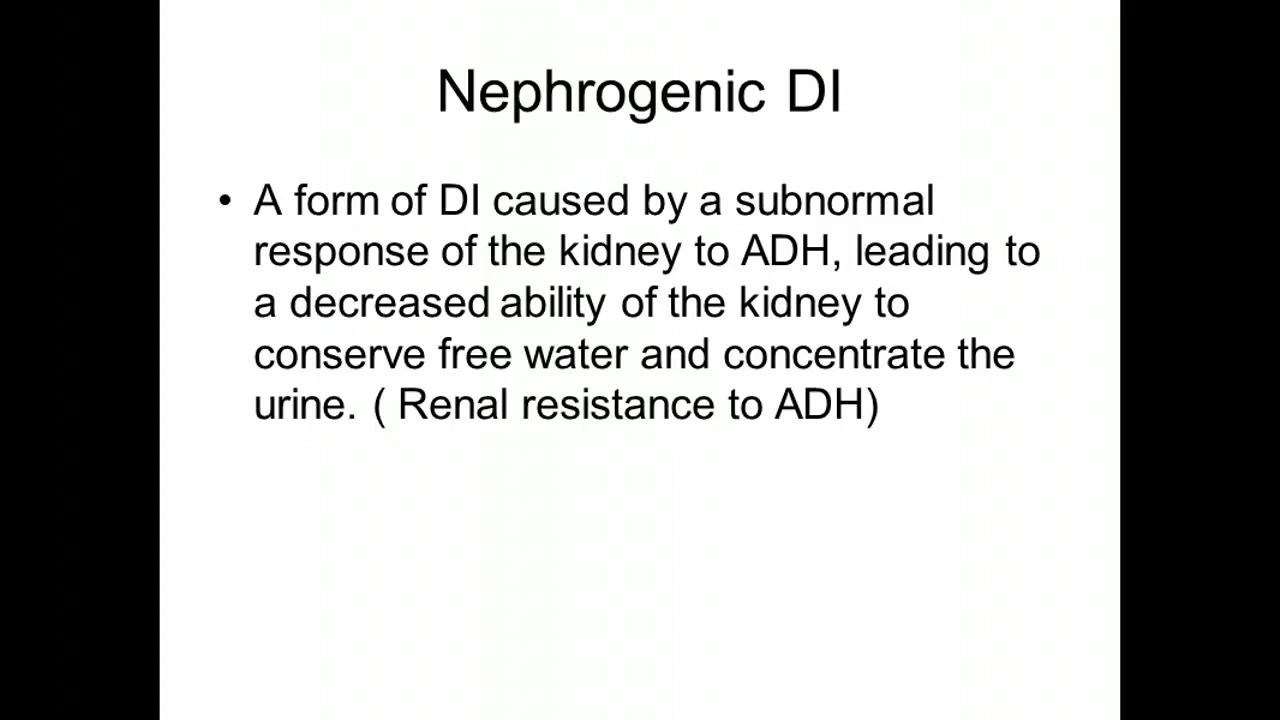 Nephrogenic DI
• A form of DI caused by a subnormal
response of the kidney to ADH, leading to
a decreased ability of the kidney to
conserve free water and concentrate the
urine. ( Renal resistance to ADH)